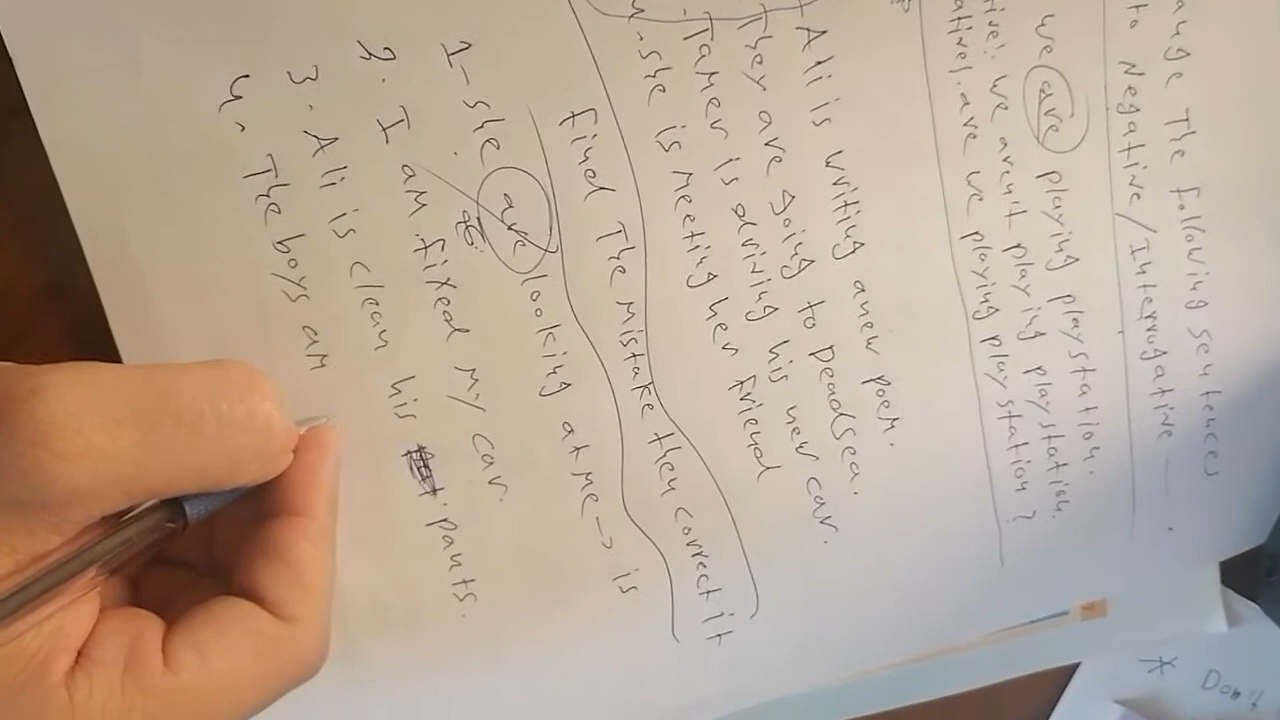 ange The following sentences
to Negative/Interrogative —.
we are playing playstation.
tive: we aren't playing playstation.
ative). are we playing playstation?
Ali is writing anew poem.
They are going to peadsea.
Tamer is driving his new car.
4-she is meeting her friend
find The mistake then correct it
1-she are looking at me → is
2. I am fixed my car.
3. Ali is clean his pants.
4. The boys am
* Don't